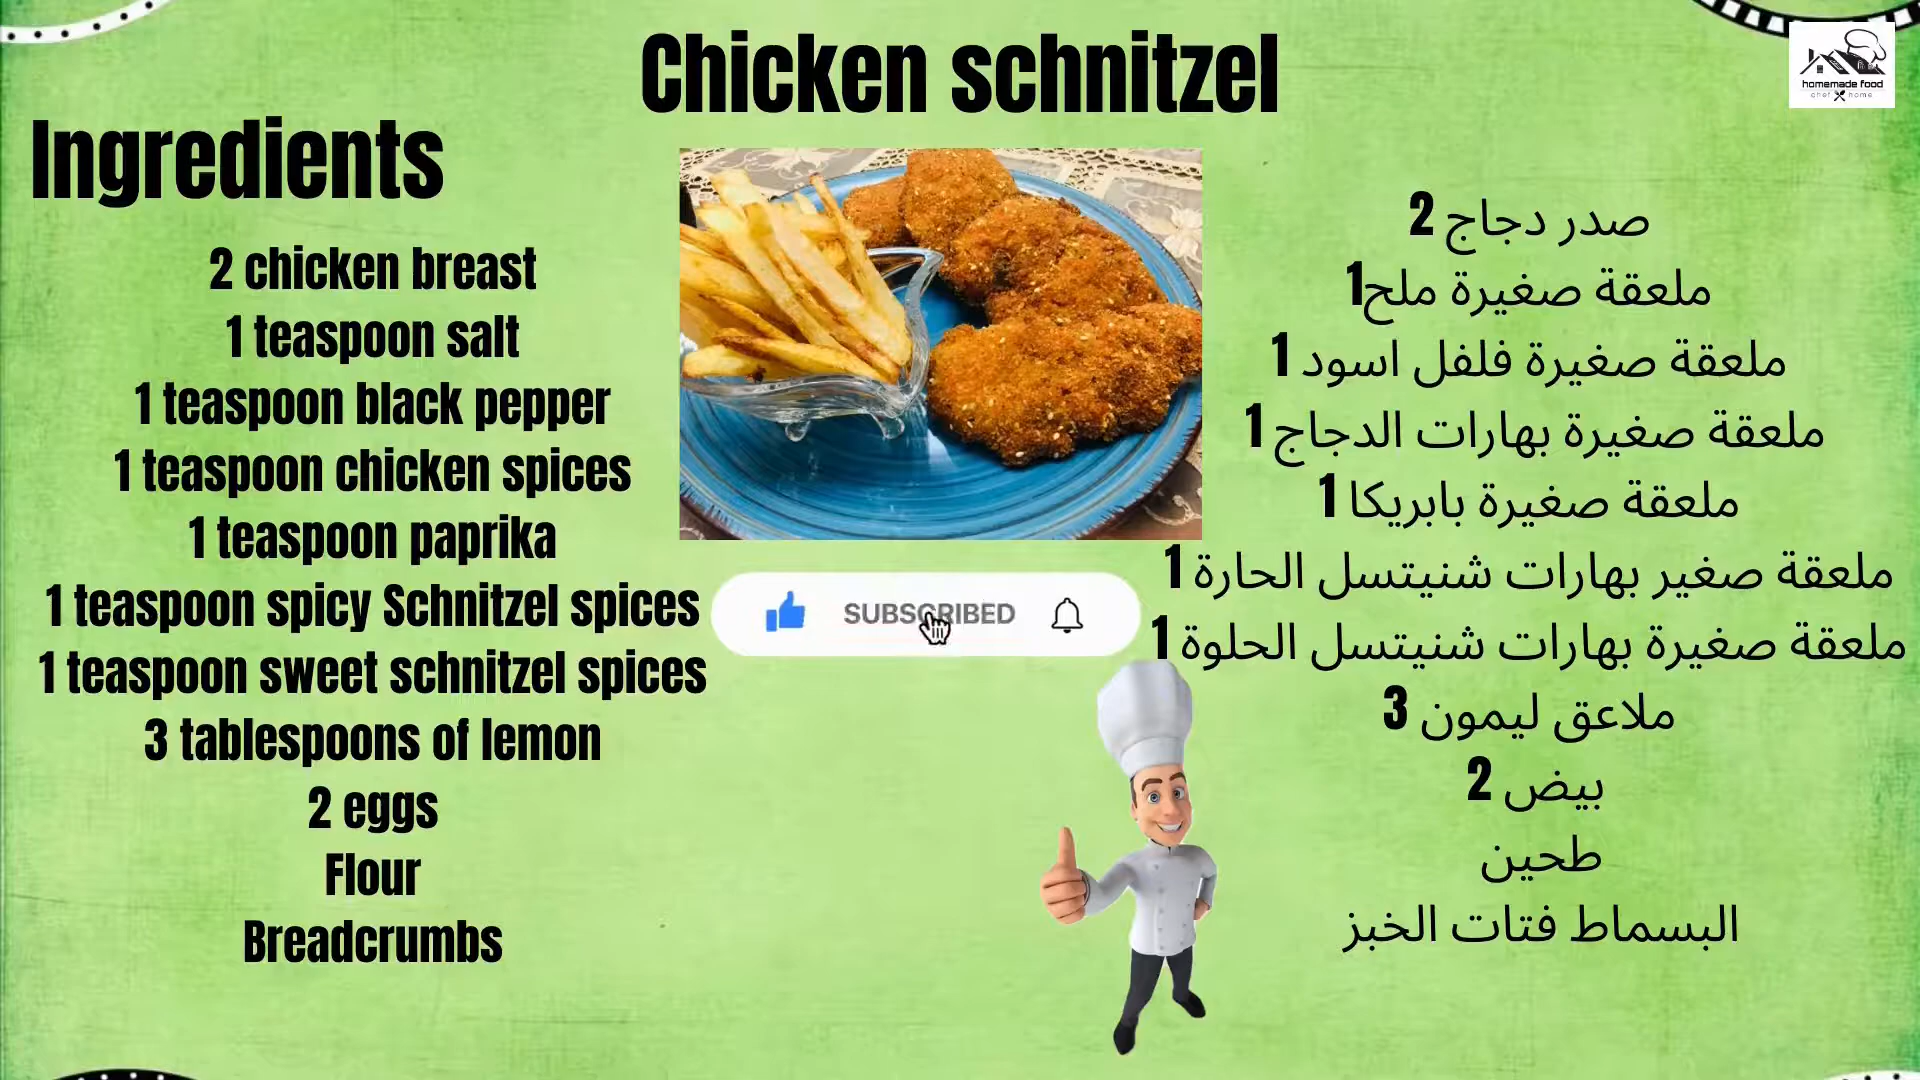 Chicken schnitzel
homemade food
chef home
Ingredients
2 chicken breast
1 teaspoon salt
1 teaspoon black pepper
1 teaspoon chicken spices
1 teaspoon paprika
1 teaspoon spicy Schnitzel spices
1 teaspoon sweet schnitzel spices
3 tablespoons of lemon
2 eggs
Flour
Breadcrumbs
SUBSCRIBED
صدر دجاج 2
ملعقة صغيرة ملح1
ملعقة صغيرة فلفل اسود 1
ملعقة صغيرة بهارات الدجاج 1
ملعقة صغيرة بابريكا 1
ملعقة صغير بهارات شنيتسل الحارة 1
ملعقة صغيرة بهارات شنيتسل الحلوة 1
ملاعق ليمون 3
بيض 2
طحين
البسماط فتات الخبز